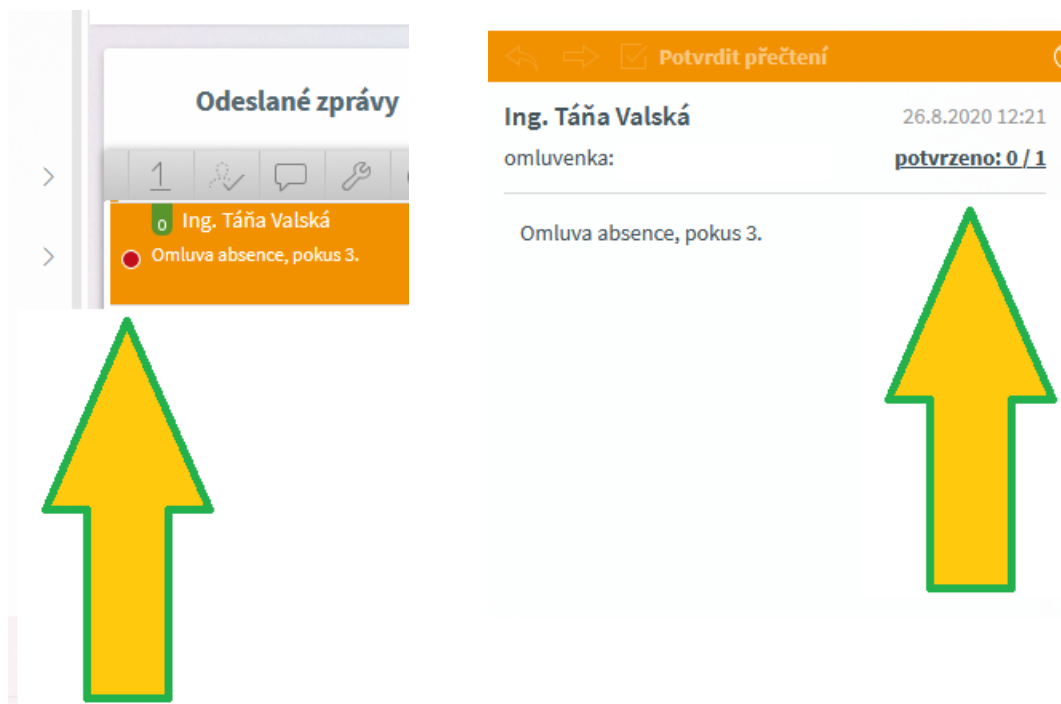 Odeslané zprávy
1
0 Ing. Táňa Valská
Omluva absence, pokus 3.
Potvrdit přečtení
Ing. Táňa Valská 26.8.2020 12:21
omluvenka: potvrzeno: 0 / 1
Omluva absence, pokus 3.